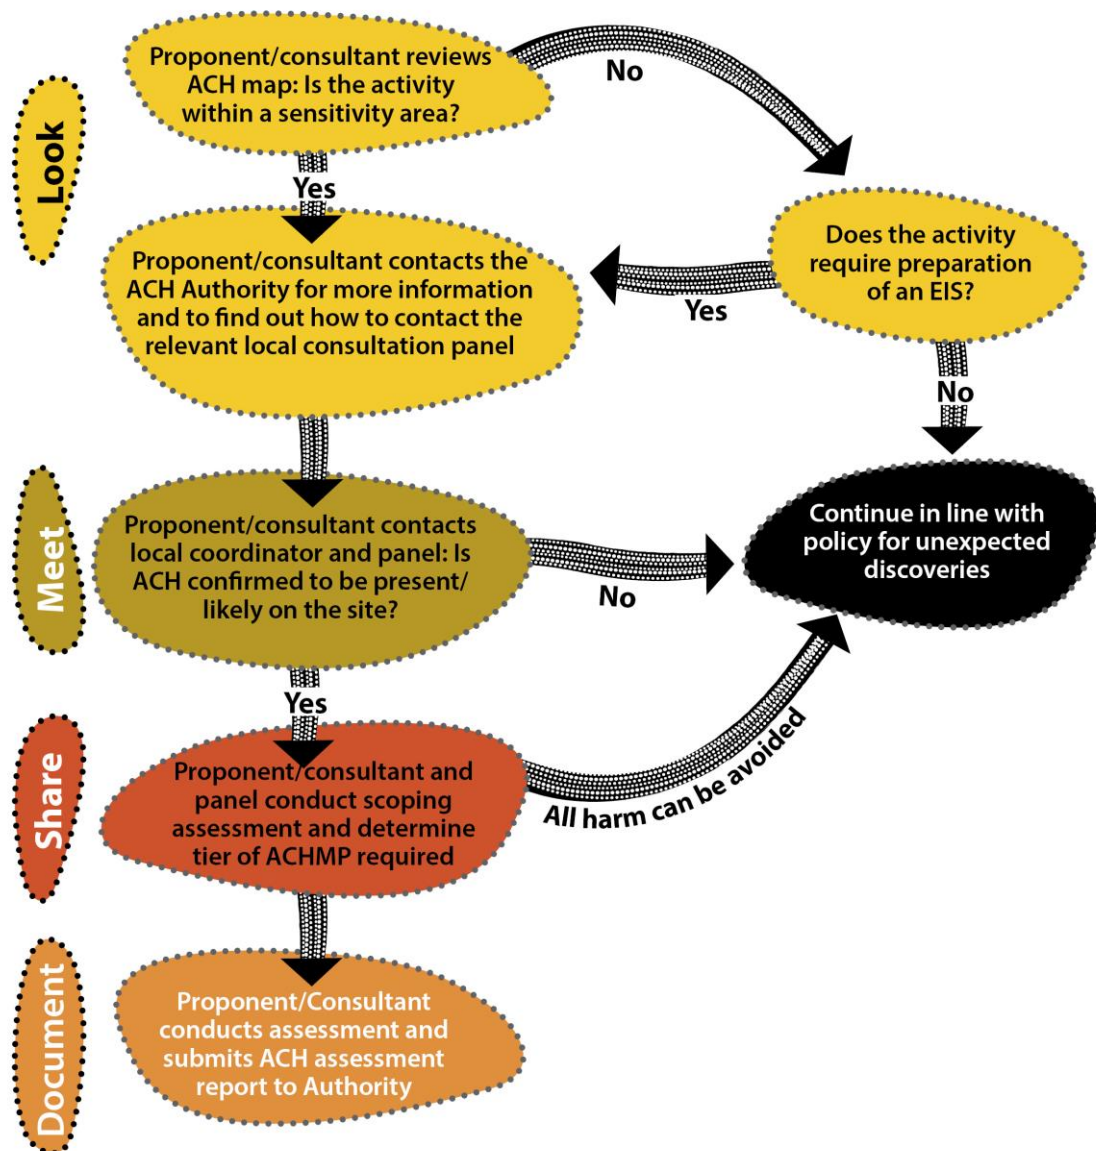 Look
Proponent/consultant reviews
ACH map: Is the activity
within a sensitivity area?
No
Yes
Does the activity
require preparation
of an EIS?
Yes
No
Proponent/consultant contacts the
ACH Authority for more information
and to find out how to contact the
relevant local consultation panel
Meet
Proponent/consultant contacts
local coordinator and panel: Is
ACH confirmed to be present/
likely on the site?
No
Yes
Continue in line with
policy for unexpected
discoveries
Share
Proponent/consultant and
panel conduct scoping
assessment and determine
tier of ACHMP required
All harm can be avoided
Document
Proponent/Consultant
conducts assessment and
submits ACH assessment
report to Authority